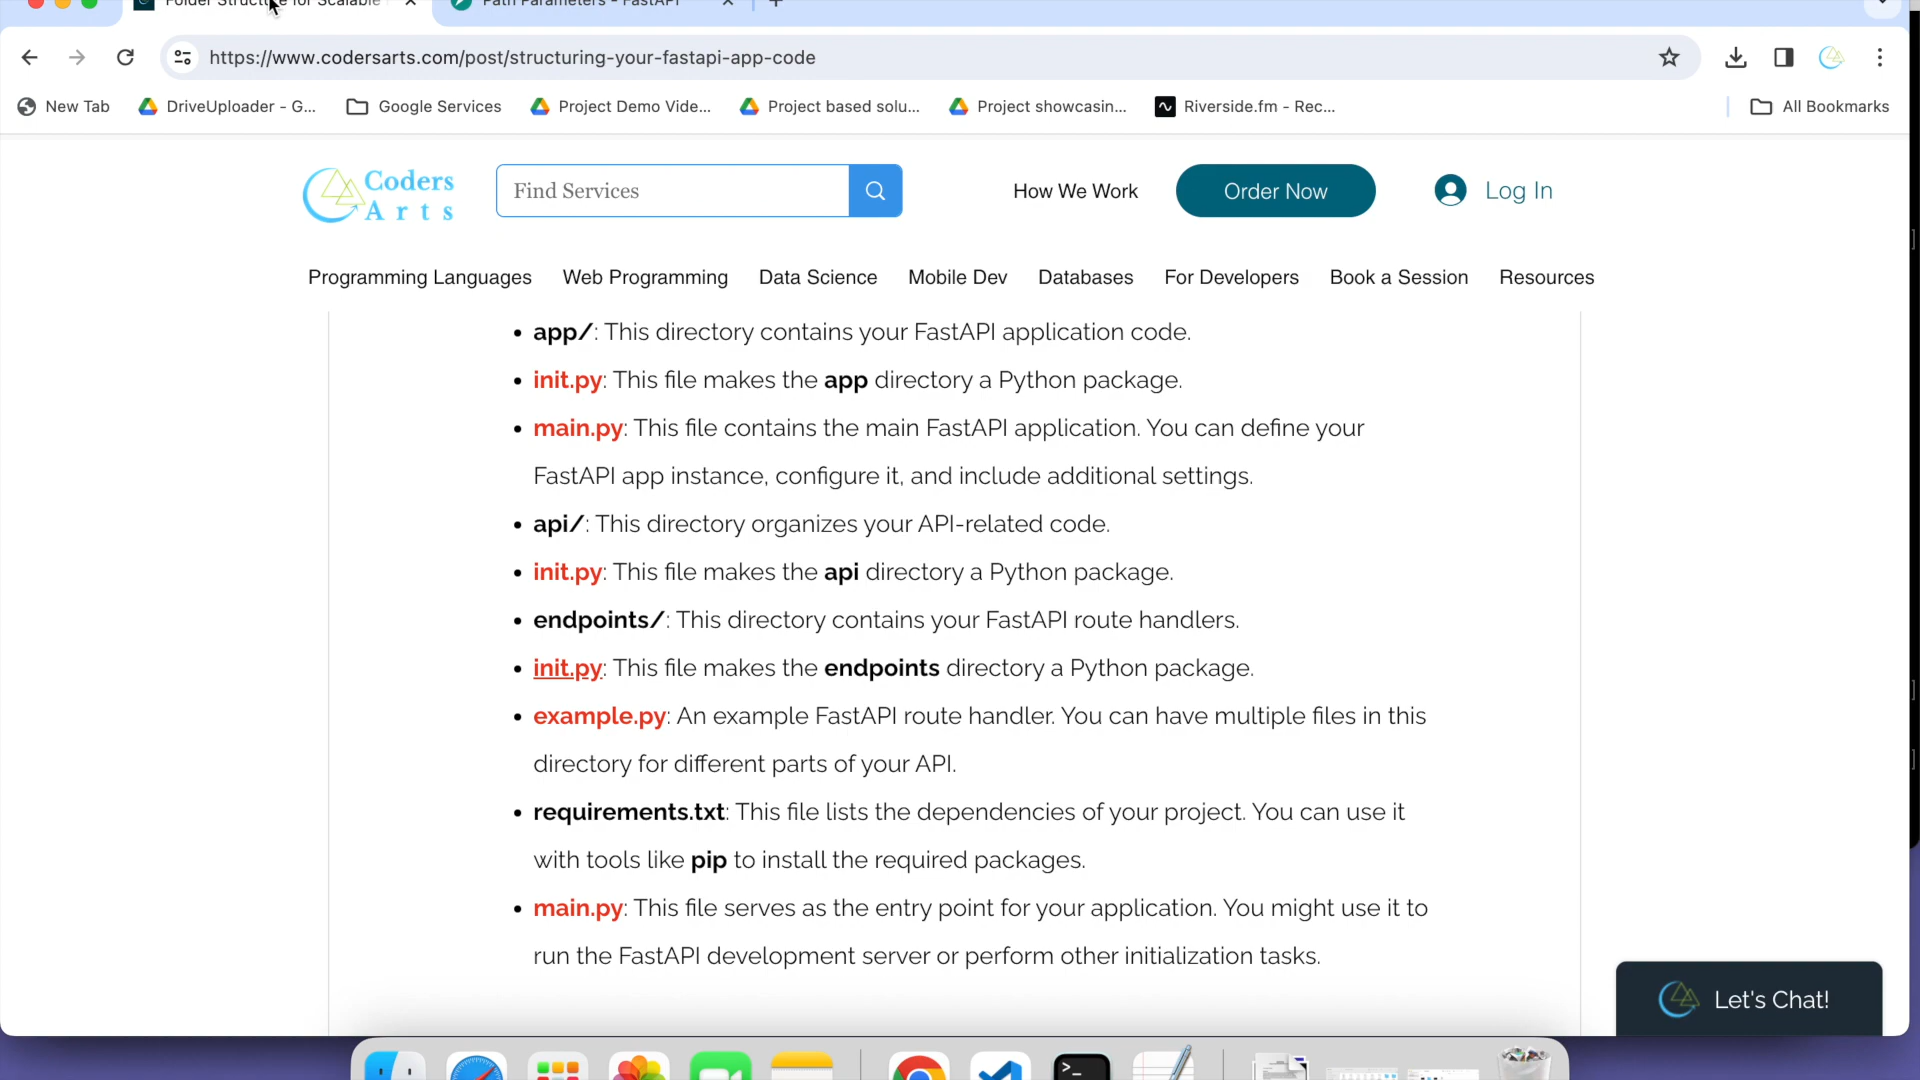 Folder Structure for Scalable
Path Parameters - FastAPI
https://www.codersarts.com/post/structuring-your-fastapi-app-code
New Tab
DriveUploader - G...
Google Services
Project Demo Vide...
Project based solu...
Project showcasin...
Riverside.fm - Rec...
All Bookmarks
Coders
Arts
Find Services
How We Work
Order Now
Log In
Programming Languages
Web Programming
Data Science
Mobile Dev
Databases
For Developers
Book a Session
Resources
• app/: This directory contains your FastAPI application code.
• init.py: This file makes the app directory a Python package.
• main.py: This file contains the main FastAPI application. You can define your
FastAPI app instance, configure it, and include additional settings.
• api/: This directory organizes your API-related code.
• init.py: This file makes the api directory a Python package.
• endpoints/: This directory contains your FastAPI route handlers.
• init.py: This file makes the endpoints directory a Python package.
• example.py: An example FastAPI route handler. You can have multiple files in this
directory for different parts of your API.
• requirements.txt: This file lists the dependencies of your project. You can use it
with tools like pip to install the required packages.
• main.py: This file serves as the entry point for your application. You might use it to
run the FastAPI development server or perform other initialization tasks.
Let's Chat!